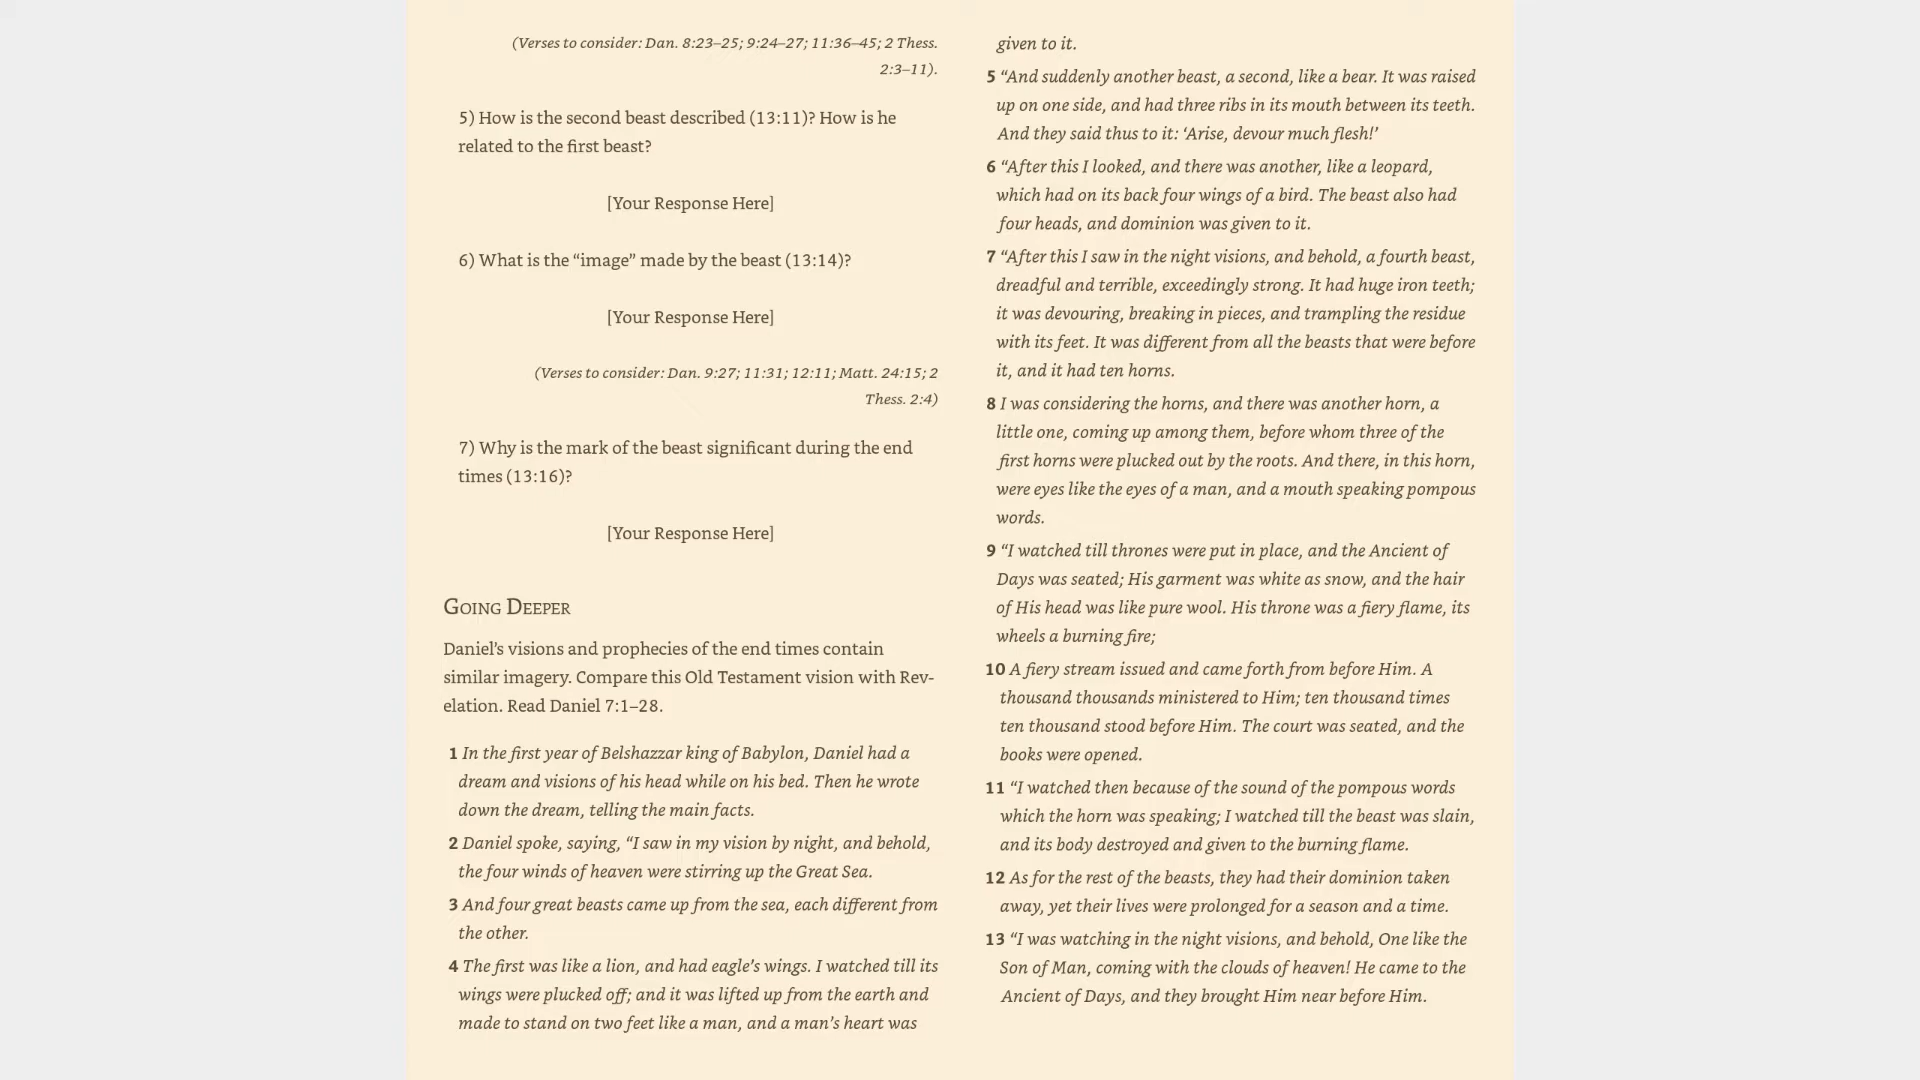 (Verses to consider: Dan. 8:23–25; 9:24–27; 11:36–45; 2 Thess.
2:3–11).
5) How is the second beast described (13:11)? How is he
related to the first beast?
[Your Response Here]
6) What is the “image” made by the beast (13:14)?
[Your Response Here]
(Verses to consider: Dan. 9:27; 11:31; 12:11; Matt. 24:15; 2
Thess. 2:4)
7) Why is the mark of the beast significant during the end
times (13:16)?
[Your Response Here]
Going Deeper
Daniel’s visions and prophecies of the end times contain
similar imagery. Compare this Old Testament vision with Rev-
elation. Read Daniel 7:1–28.
1 In the first year of Belshazzar king of Babylon, Daniel had a
dream and visions of his head while on his bed. Then he wrote
down the dream, telling the main facts.
2 Daniel spoke, saying, “I saw in my vision by night, and behold,
the four winds of heaven were stirring up the Great Sea.
3 And four great beasts came up from the sea, each different from
the other.
4 The first was like a lion, and had eagle’s wings. I watched till its
wings were plucked off; and it was lifted up from the earth and
made to stand on two feet like a man, and a man’s heart was
given to it.
5 “And suddenly another beast, a second, like a bear. It was raised
up on one side, and had three ribs in its mouth between its teeth.
And they said thus to it: ‘Arise, devour much flesh!’
6 “After this I looked, and there was another, like a leopard,
which had on its back four wings of a bird. The beast also had
four heads, and dominion was given to it.
7 “After this I saw in the night visions, and behold, a fourth beast,
dreadful and terrible, exceedingly strong. It had huge iron teeth;
it was devouring, breaking in pieces, and trampling the residue
with its feet. It was different from all the beasts that were before
it, and it had ten horns.
8 I was considering the horns, and there was another horn, a
little one, coming up among them, before whom three of the
first horns were plucked out by the roots. And there, in this horn,
were eyes like the eyes of a man, and a mouth speaking pompous
words.
9 “I watched till thrones were put in place, and the Ancient of
Days was seated; His garment was white as snow, and the hair
of His head was like pure wool. His throne was a fiery flame, its
wheels a burning fire;
10 A fiery stream issued and came forth from before Him. A
thousand thousands ministered to Him; ten thousand times
ten thousand stood before Him. The court was seated, and the
books were opened.
11 “I watched then because of the sound of the pompous words
which the horn was speaking; I watched till the beast was slain,
and its body destroyed and given to the burning flame.
12 As for the rest of the beasts, they had their dominion taken
away, yet their lives were prolonged for a season and a time.
13 “I was watching in the night visions, and behold, One like the
Son of Man, coming with the clouds of heaven! He came to the
Ancient of Days, and they brought Him near before Him.